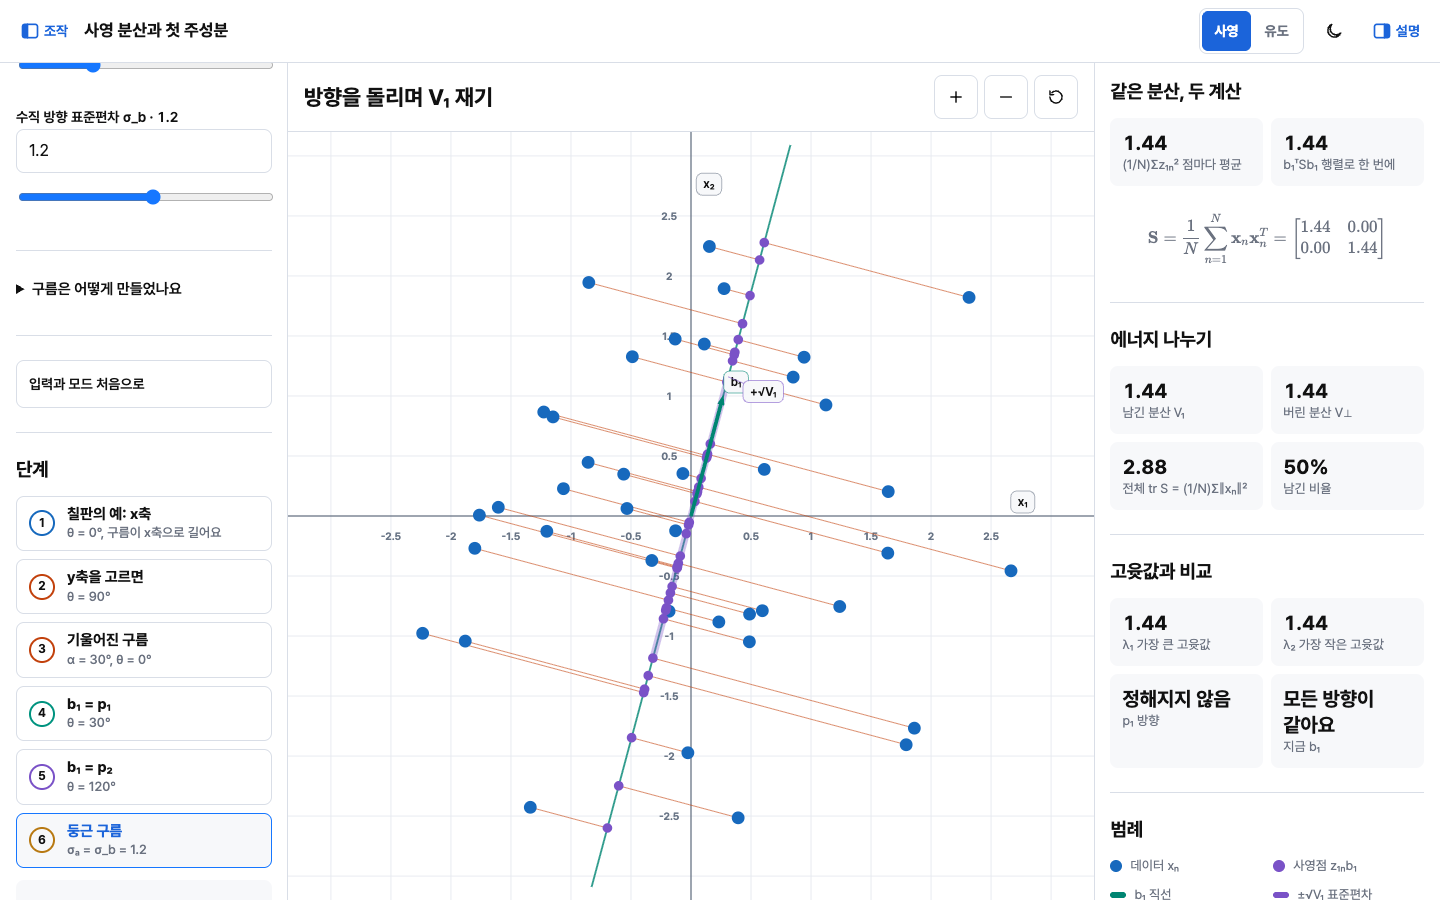 조작
사영 분산과 첫 주성분
사영
유도
설명
수직 방향 표준편차 σ_b · 1.2
1.2
구름은 어떻게 만들었나요
입력과 모드 처음으로
단계
1
칠판의 예: x축
θ = 0°, 구름이 x축으로 길어요
2
y축을 고르면
θ = 90°
3
기울어진 구름
α = 30°, θ = 0°
4
b₁ = p₁
θ = 30°
5
b₁ = p₂
θ = 120°
6
둥근 구름
σₐ = σ_b = 1.2
방향을 돌리며 V₁ 재기
x₂
2.5
2
1
0.5
b₁
+√V₁
x₁
-2.5
-2
-1.5
-1
-0.5
0.5
1
1.5
2
2.5
-0.5
-1
-1.5
-2
-2.5
같은 분산, 두 계산
1.44
(1/N)Σz₁ₙ² 점마다 평균
1.44
b₁ᵀSb₁ 행렬로 한 번에
S = 1/N Σ_{n=1}^{N} xₙxₙᵀ = [1.44 0.00
0.00 1.44]
에너지 나누기
1.44
남긴 분산 V₁
1.44
버린 분산 V⊥
2.88
전체 tr S = (1/N)Σ‖xₙ‖²
50%
남긴 비율
고윳값과 비교
1.44
λ₁ 가장 큰 고윳값
1.44
λ₂ 가장 작은 고윳값
정해지지 않음
p₁ 방향
모든 방향이
같아요
지금 b₁
범례
데이터 xₙ
사영점 z₁ₙb₁
b₁ 직선
±√V₁ 표준편차